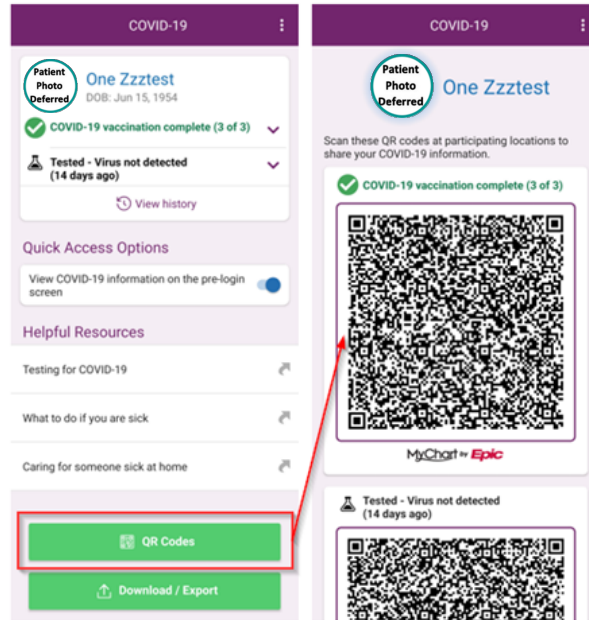 COVID-19
Patient
Photo
Deferred
One Zzztest
DOB: Jun 15, 1954
COVID-19 vaccination complete (3 of 3)
Tested - Virus not detected
(14 days ago)
View history
Quick Access Options
View COVID-19 information on the pre-login
screen
Helpful Resources
Testing for COVID-19
What to do if you are sick
Caring for someone sick at home
QR Codes
Download / Export
COVID-19
Patient
Photo
Deferred
One Zzztest
Scan these QR codes at participating locations to
share your COVID-19 information.
COVID-19 vaccination complete (3 of 3)
MyChart by Epic
Tested - Virus not detected
(14 days ago)